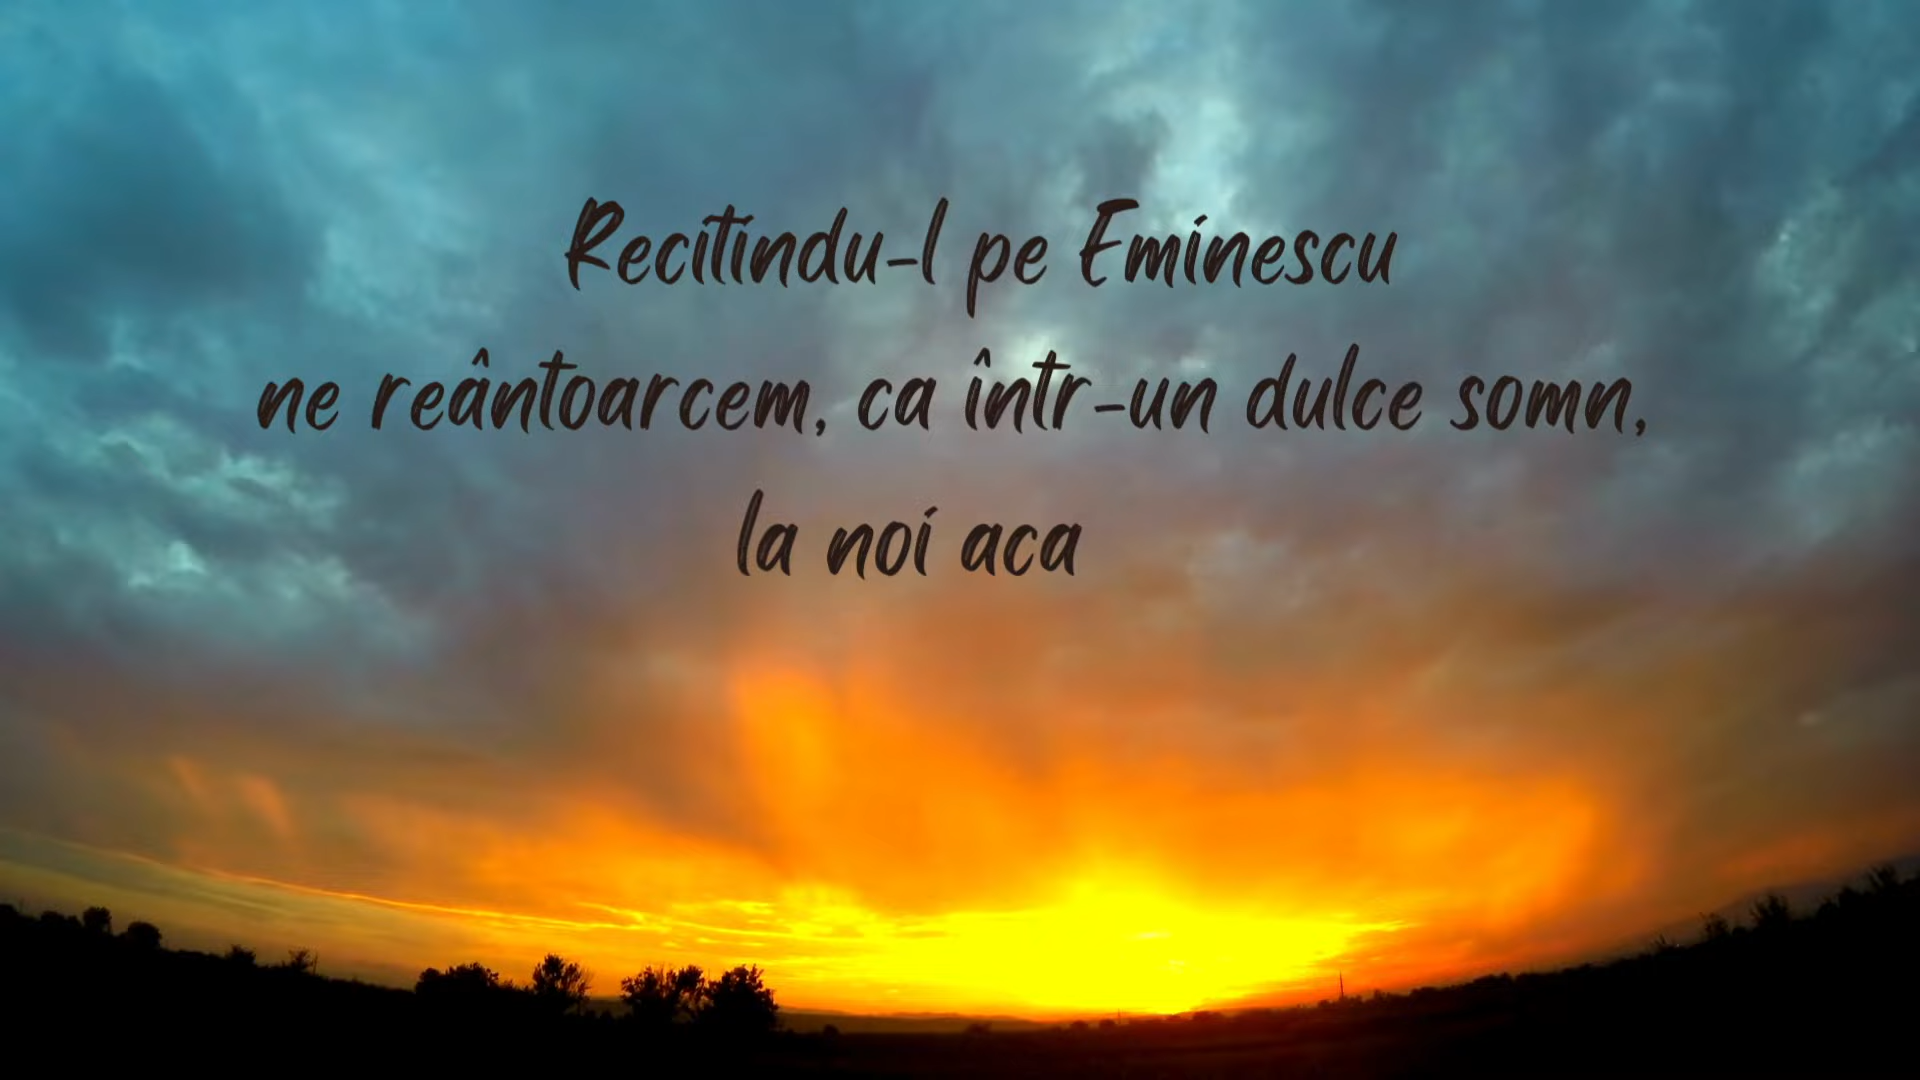 Recitindu-l pe Eminescu
ne reântoarcem, ca într-un dulce somn,
la noi aca